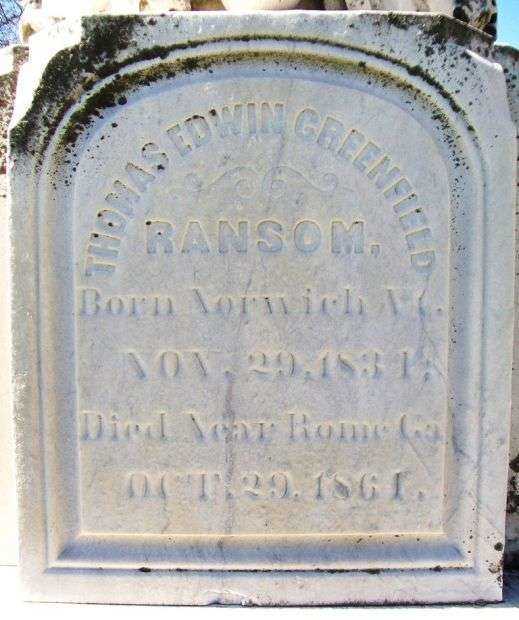 THOMAS EDWIN GREENFIELD
RANSOM.
Born Norwich Vt.
NOV. 29, 1834;
Died Near Rome Ga.
OCT. 29. 1864.